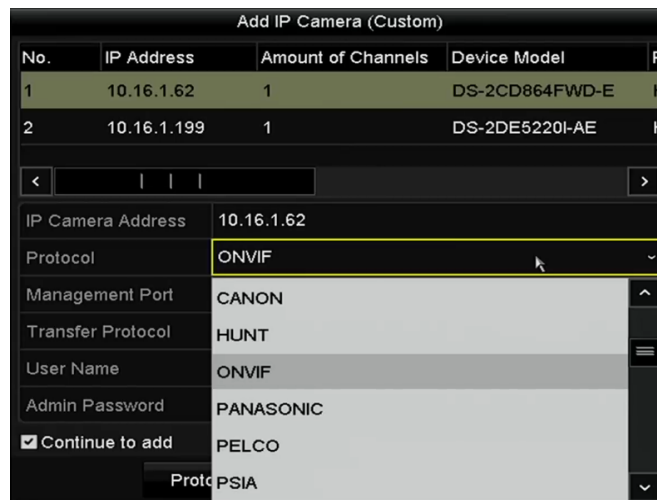 Add IP Camera (Custom)
No. IP Address Amount of Channels Device Model
1 10.16.1.62 1 DS-2CD864FWD-E
2 10.16.1.199 1 DS-2DE5220I-AE
IP Camera Address 10.16.1.62
Protocol ONVIF
Management Port CANON
Transfer Protocol HUNT
User Name ONVIF
Admin Password PANASONIC
Continue to add PELCO
Proto PSIA